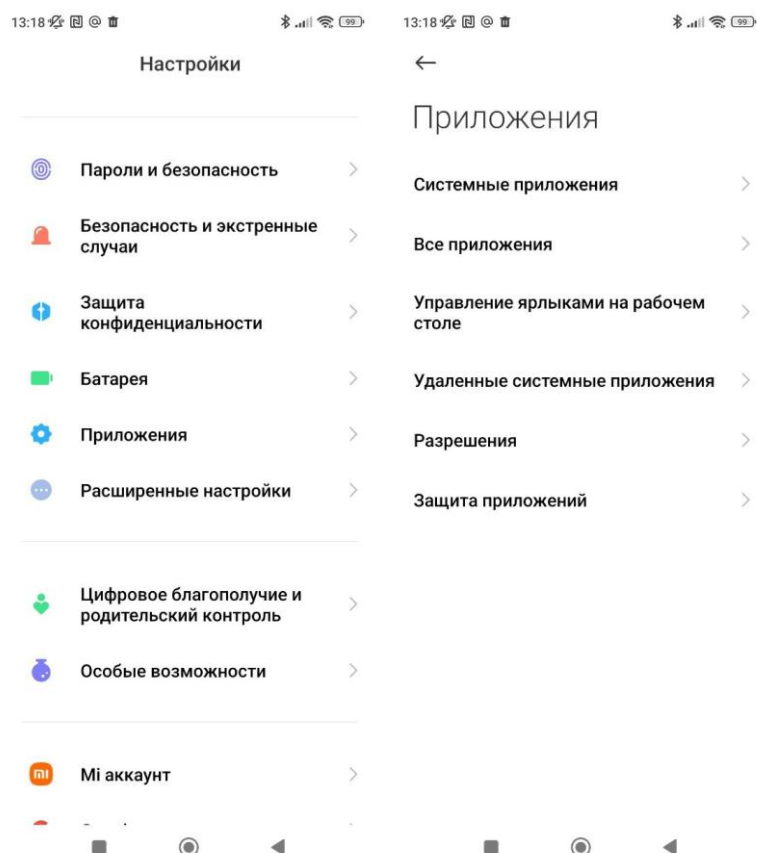 13:18
99
Настройки
Пароли и безопасность
Безопасность и экстренные
случаи
Защита
конфиденциальности
Батарея
Приложения
Расширенные настройки
Цифровое благополучие и
родительский контроль
Особые возможности
Mi аккаунт
13:18
99
Приложения
Системные приложения
Все приложения
Управление ярлыками на рабочем
столе
Удаленные системные приложения
Разрешения
Защита приложений